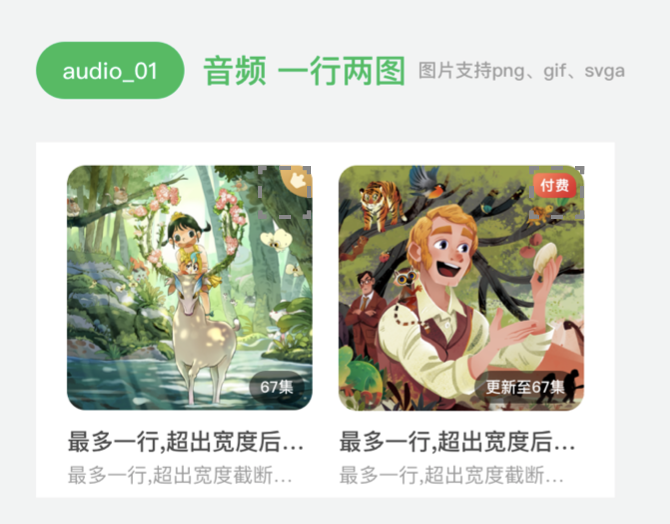 audio_01 音频 一行两图 图片支持png、gif、svga
付费
67集
更新至67集
最多一行,超出宽度后...
最多一行,超出宽度后...
最多一行,超出宽度截断...
最多一行,超出宽度截断...